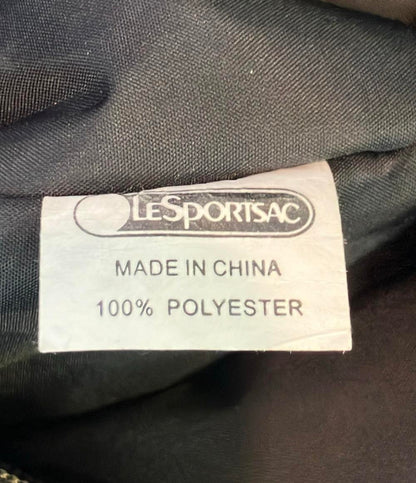 LESPORTSAC
MADE IN CHINA
100% POLYESTER